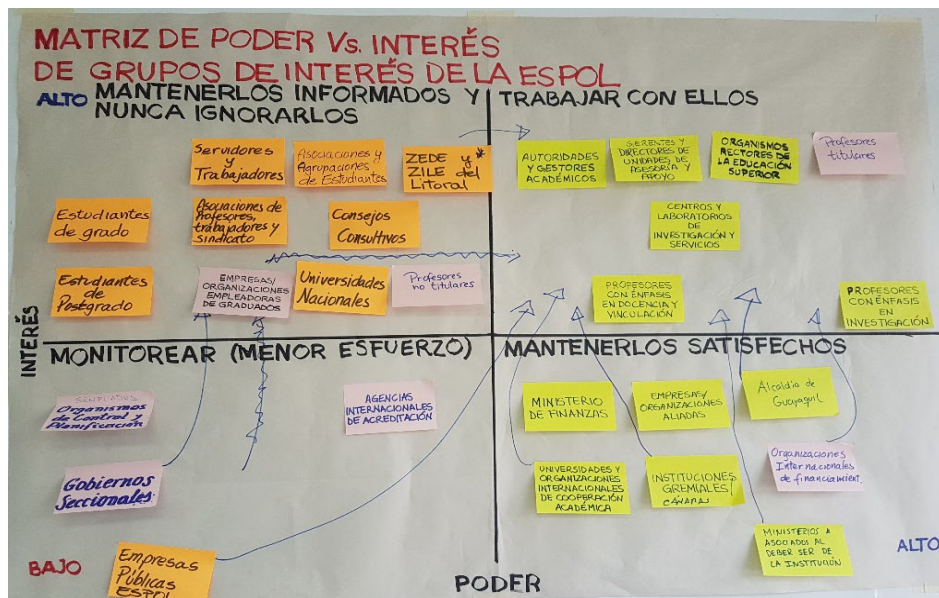 MATRIZ DE PODER Vs. INTERÉS
DE GRUPOS DE INTERÉS DE LA ESPOL
ALTO
MANTENERLOS INFORMADOS Y
NUNCA IGNORARLOS
Servidores
y
Trabajadores
Asociaciones y
Agrupaciones
de Estudiantes
ZEDE y *
ZILE del
Litoral
Estudiantes
de grado
Asociaciones de
Profesores,
trabajadores y
sindicato
Consejos
Consultivos
Estudiantes
de
Postgrado
EMPRESAS/
ORGANIZACIONES
EMPLEADORAS
DE GRADUADOS
Universidades
Nacionales
Profesores
no titulares
TRABAJAR CON ELLOS
AUTORIDADES
Y GESTORES
ACADÉMICOS
GERENTES Y
DIRECTORES DE
UNIDADES DE
ASESORÍA Y
APOYO
ORGANISMOS
RECTORES DE
LA EDUCACIÓN
SUPERIOR
Profesores
titulares
CENTROS Y
LABORATORIOS
DE
INVESTIGACIÓN Y
SERVICIOS
PROFESORES
CON ÉNFASIS
EN DOCENCIA Y
VINCULACIÓN
PROFESORES
CON ÉNFASIS
EN
INVESTIGACIÓN
INTERÉS
MONITOREAR (MENOR ESFUERZO)
Organismos
de Control y
Planificación
AGENCIAS
INTERNACIONALES
DE ACREDITACIÓN
Gobiernos
Seccionales
Empresas
Públicas
ESPOL
MANTENERLOS SATISFECHOS
MINISTERIO
DE FINANZAS
EMPRESAS/
ORGANIZACIONES
ALIADAS
Alcaldía de
Guayaquil
UNIVERSIDADES Y
ORGANIZACIONES
INTERNACIONALES
DE COOPERACIÓN
ACADÉMICA
INSTITUCIONES
GREMIALES/
CÁMARAS
Organizaciones
Internacionales
de financiamient.
MINISTERIOS
ASOCIADOS AL
DEBER SER DE
LA INSTITUCIÓN
BAJO
PODER
ALTO